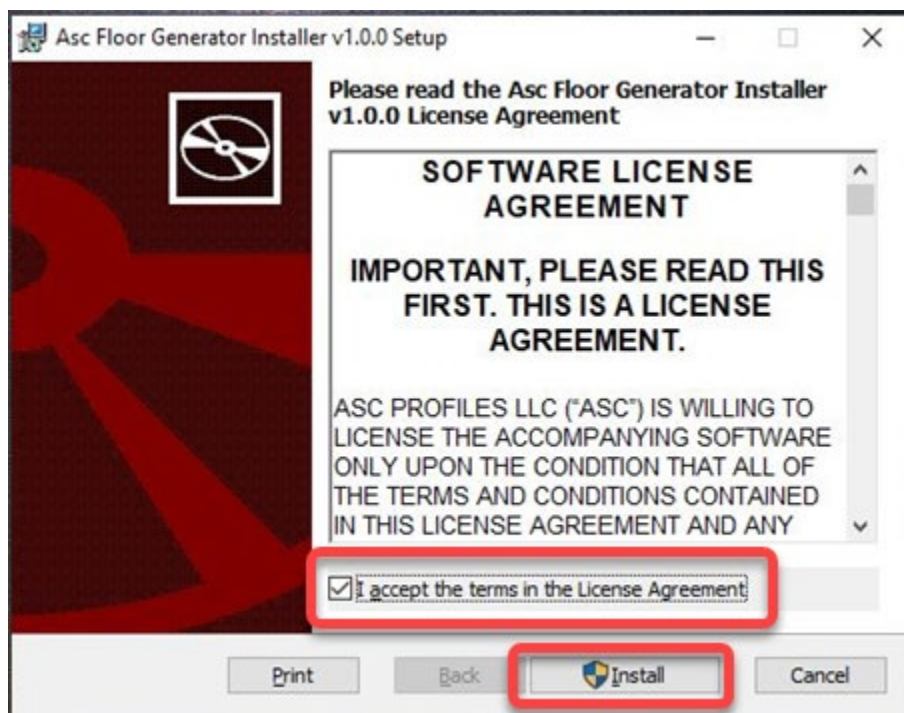 Asc Floor Generator Installer v1.0.0 Setup
Please read the Asc Floor Generator Installer
v1.0.0 License Agreement
SOFTWARE LICENSE
AGREEMENT
IMPORTANT, PLEASE READ THIS
FIRST. THIS IS A LICENSE
AGREEMENT.
ASC PROFILES LLC (“ASC”) IS WILLING TO
LICENSE THE ACCOMPANYING SOFTWARE
ONLY UPON THE CONDITION THAT ALL OF
THE TERMS AND CONDITIONS CONTAINED
IN THIS LICENSE AGREEMENT AND ANY
I accept the terms in the License Agreement
Print Back Install Cancel